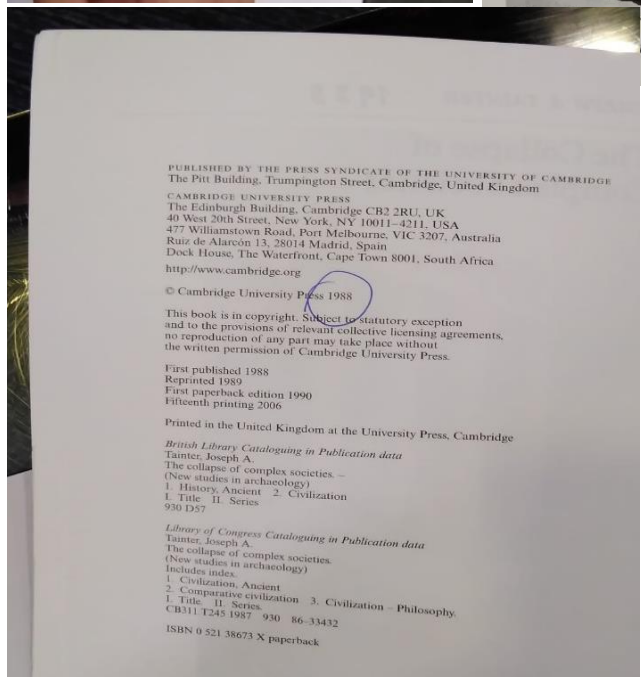 PUBLISHED BY THE PRESS SYNDICATE OF THE UNIVERSITY OF CAMBRIDGE
The Pitt Building, Trumpington Street, Cambridge, United Kingdom
CAMBRIDGE UNIVERSITY PRESS
The Edinburgh Building, Cambridge CB2 2RU, UK
40 West 20th Street, New York, NY 10011–4211, USA
477 Williamstown Road, Port Melbourne, VIC 3207, Australia
Ruiz de Alarcón 13, 28014 Madrid, Spain
Dock House, The Waterfront, Cape Town 8001, South Africa
http://www.cambridge.org
© Cambridge University Press 1988
This book is in copyright. Subject to statutory exception
and to the provisions of relevant collective licensing agreements,
no reproduction of any part may take place without
the written permission of Cambridge University Press.
First published 1988
Reprinted 1989
First paperback edition 1990
Fifteenth printing 2006
Printed in the United Kingdom at the University Press, Cambridge
British Library Cataloguing in Publication data
Tainter, Joseph A.
The collapse of complex societies. –
(New studies in archaeology)
1. History, Ancient 2. Civilization
I. Title II. Series
930 D57
Library of Congress Cataloguing in Publication data
Tainter, Joseph A.
The collapse of complex societies.
(New studies in archaeology)
Includes index.
1. Civilization, Ancient
2. Comparative civilization 3. Civilization – Philosophy.
I. Title. II. Series.
CB311 T245 1987 930 86-33432
ISBN 0 521 38673 X paperback